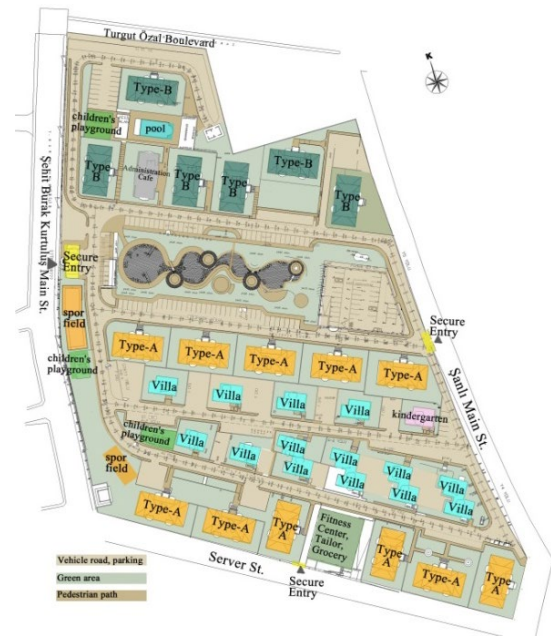 Turgut Özal Boulevard
K
Type-B
children's
playground
pool
Type
B
Administration
Cafe
Type
B
Type
B
Type-B
Type
B
Şehit Burak Kurtuluş Main St.
Secure
Entry
spor
field
children's
playground
Secure
Entry
Şanlı Main St.
Type-A
Type-A
Type-A
Type-A
Type-A
Villa
Villa
Villa
Villa
kindergarten
children's
playground
Villa
Villa
Villa
Villa
Villa
Villa
Villa
Villa
Villa
Villa
spor
field
Type-A
Type-A
Type
A
Fitness
Center,
Tailor,
Grocery
Type
A
Type-A
Type
A
Server St.
Secure
Entry
Vehicle road, parking
Green area
Pedestrian path